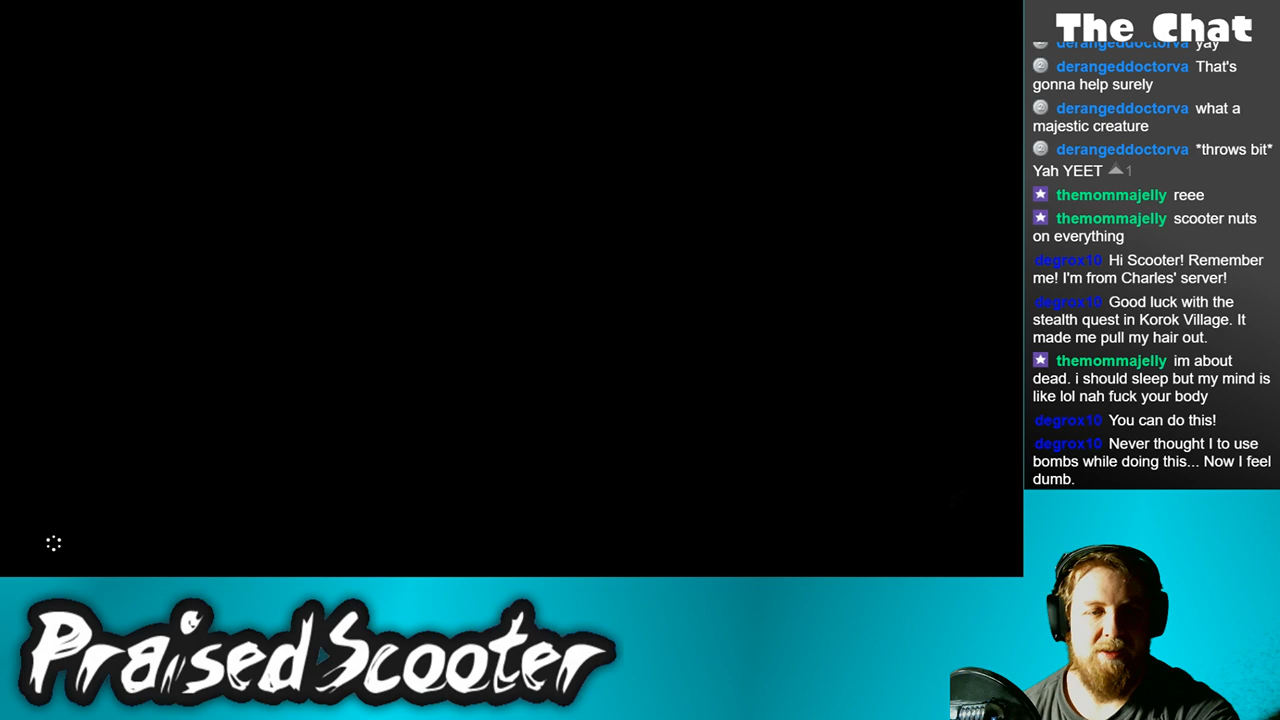 The Chat
derangeddoctorva yay
derangeddoctorva That's
gonna help surely
derangeddoctorva what a
majestic creature
derangeddoctorva *throws bit*
Yah YEET 1
themommajelly reee
themommajelly scooter nuts
on everything
degrox10 Hi Scooter! Remember
me! I'm from Charles' server!
degrox10 Good luck with the
stealth quest in Korok Village. It
made me pull my hair out.
themommajelly im about
dead. i should sleep but my mind is
like lol nah fuck your body
degrox10 You can do this!
degrox10 Never thought I to use
bombs while doing this... Now I feel
dumb.
PraisedScooter